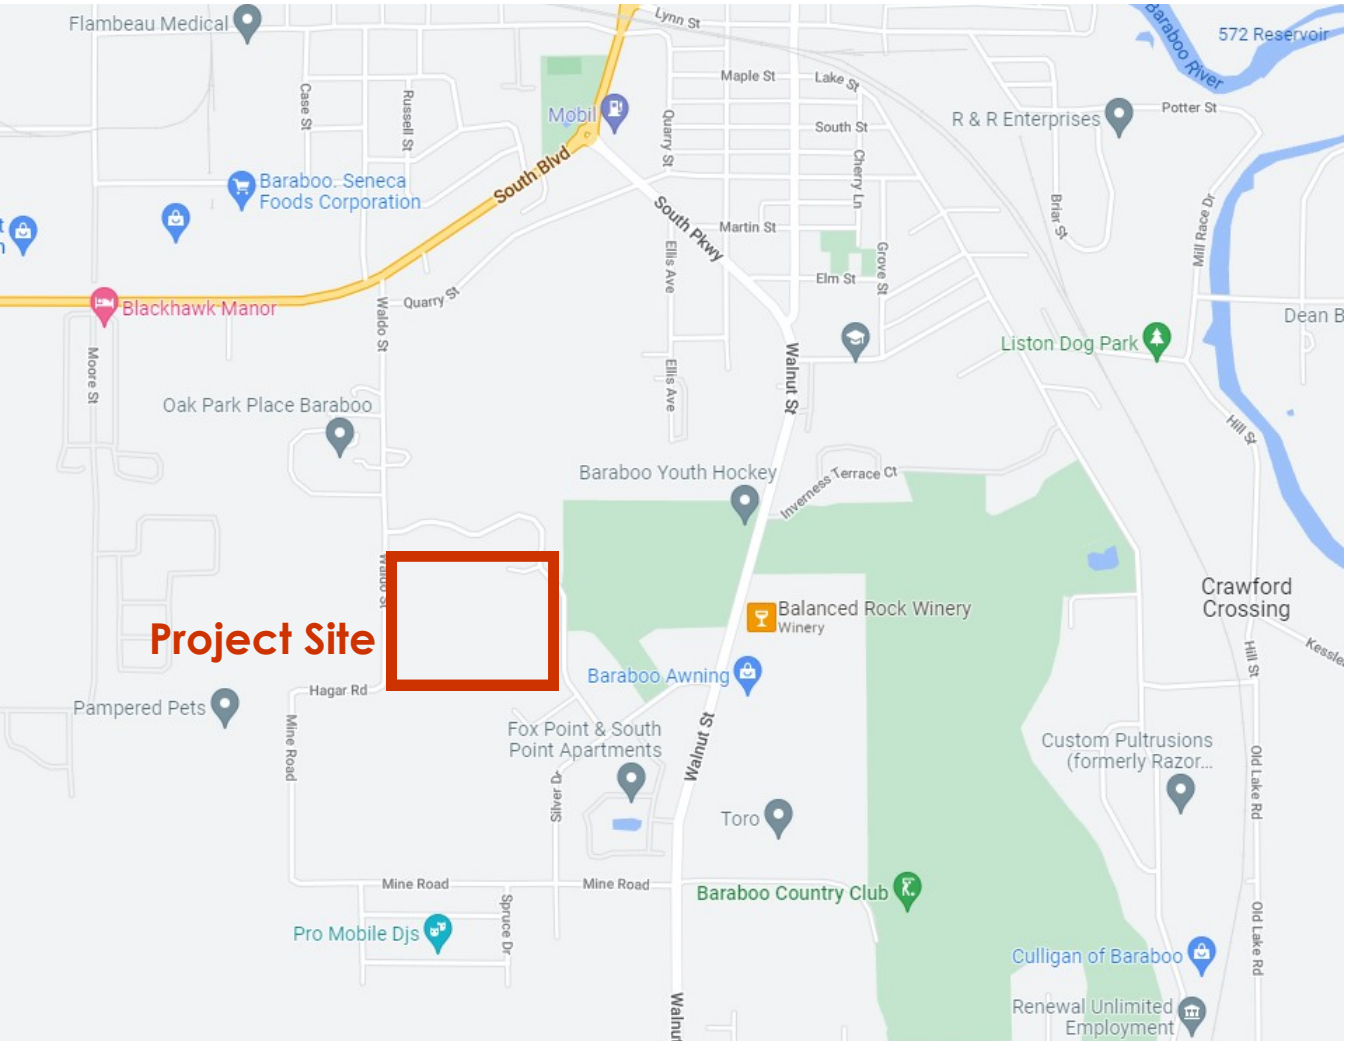 Flambeau Medical
Lynn St
Baraboo River
572 Reservoir
Maple St
Lake St
Case St
Russell St
Mobil
Quarry St
South St
R & R Enterprises
Potter St
South Blvd
Cherry Ln
Baraboo. Seneca
Foods Corporation
South Pkwy
Martin St
Briar St
Mill Race Dr
Ellis Ave
Elm St
Grove St
Blackhawk Manor
Waldo St
Quarry St
Dean B
Liston Dog Park
Moore St
Walnut St
Ellis Ave
Oak Park Place Baraboo
Hill St
Baraboo Youth Hockey
Inverness Terrace Ct
Waldo St
Crawford
Crossing
Balanced Rock Winery
Winery
Project Site
Kessle
Hill St
Baraboo Awning
Hagar Rd
Pampered Pets
Mine Road
Fox Point & South
Point Apartments
Walnut St
Custom Pultrusions
(formerly Razor...
Old Lake Rd
Silver D
Toro
Mine Road
Mine Road
Baraboo Country Club
Spruce Dr
Pro Mobile Djs
Old Lake Rd
Culligan of Baraboo
Walnut
Renewal Unlimited
Employment